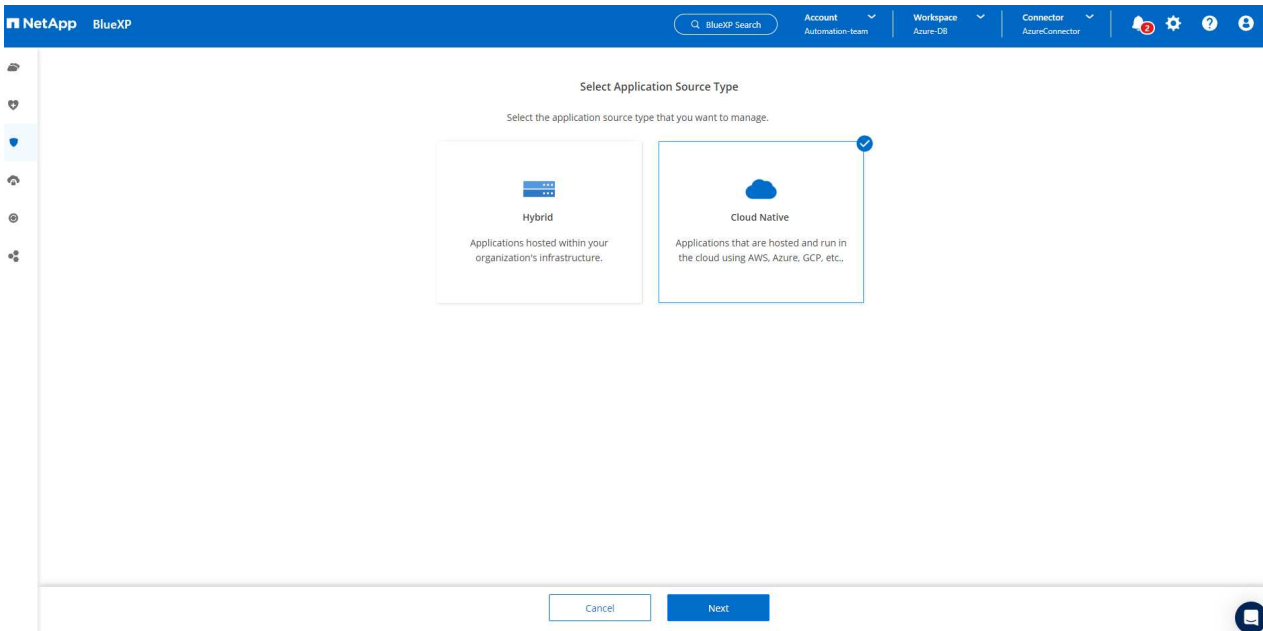 NetApp BlueXP
BlueXP Search
Account
Automation-team
Workspace
Azure-DB
Connector
AzureConnector
2
?
Select Application Source Type
Select the application source type that you want to manage.
Hybrid
Applications hosted within your
organization's infrastructure.
Cloud Native
Applications that are hosted and run in
the cloud using AWS, Azure, GCP, etc.,
Cancel
Next